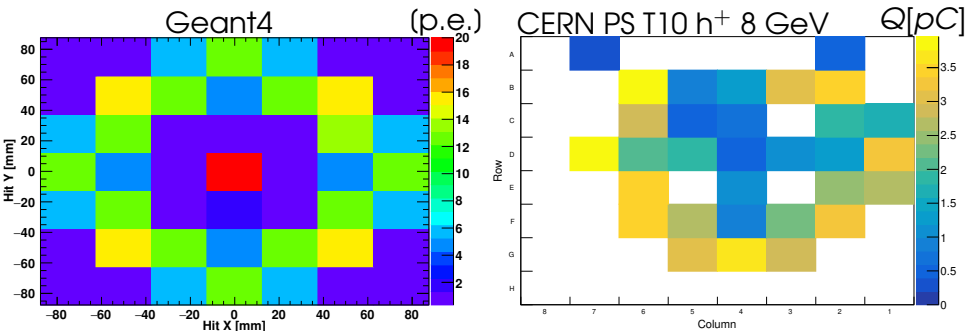 Geant4 (p.e.)
Hit Y [mm]
80
60
40
20
0
−20
−40
−60
−80
−80 −60 −40 −20 0 20 40 60 80
Hit X [mm]
20
18
16
14
12
10
8
6
4
2
CERN PS T10 h⁺ 8 GeV Q[pC]
Row
A
B
C
D
E
F
G
H
8 7 6 5 4 3 2 1
Column
3.5
3
2.5
2
1.5
1
0.5
0